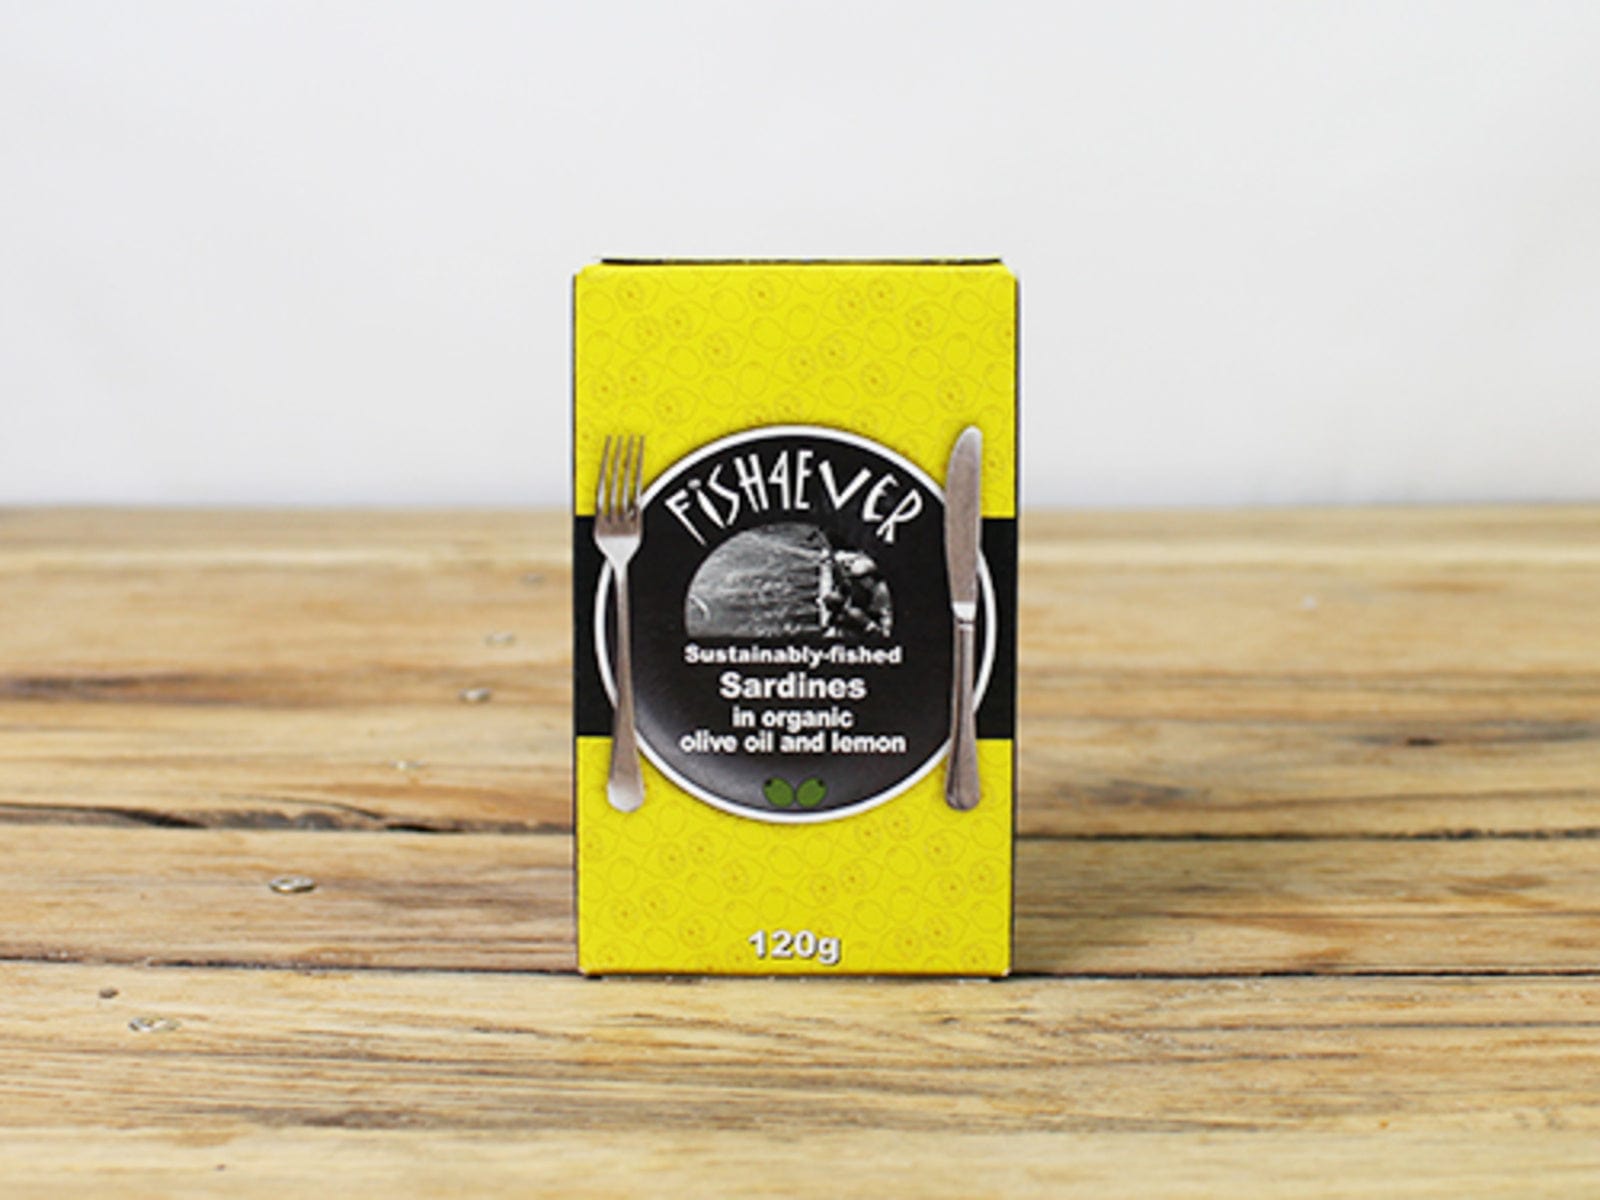 FiSH4EVER
Sustainably-fished
Sardines
in organic
olive oil and lemon
120g